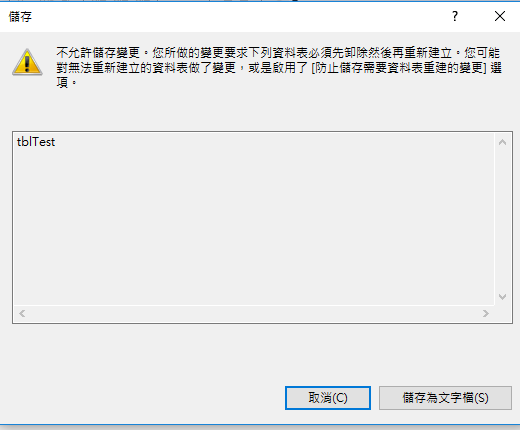 儲存
?
不允許儲存變更。您所做的變更要求下列資料表必須先卸除然後再重新建立。您可能
對無法重新建立的資料表做了變更，或是啟用了 [防止儲存需要資料表重建的變更] 選
項。
tblTest
取消(C)
儲存為文字檔(S)